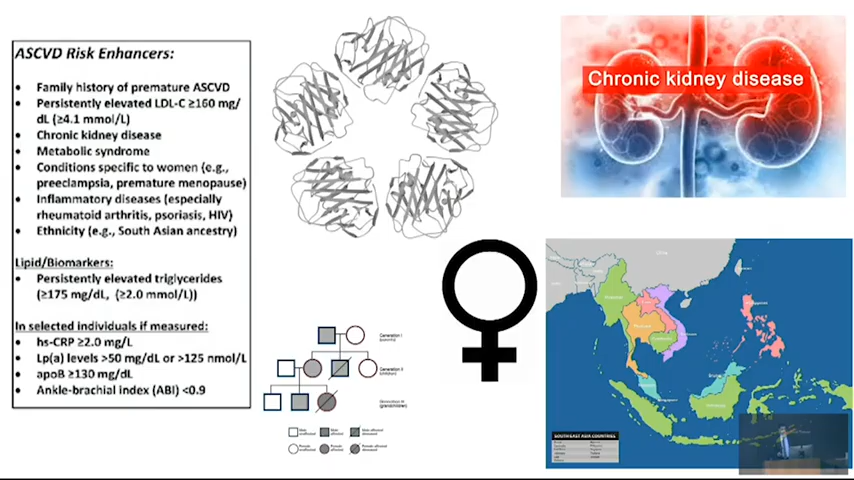 ASCVD Risk Enhancers:
• Family history of premature ASCVD
• Persistently elevated LDL-C ≥160 mg/
dL (≥4.1 mmol/L)
• Chronic kidney disease
• Metabolic syndrome
• Conditions specific to women (e.g.,
preeclampsia, premature menopause)
• Inflammatory diseases (especially
rheumatoid arthritis, psoriasis, HIV)
• Ethnicity (e.g., South Asian ancestry)
Lipid/Biomarkers:
• Persistently elevated triglycerides
(≥175 mg/dL, (≥2.0 mmol/L))
In selected individuals if measured:
• hs-CRP ≥2.0 mg/L
• Lp(a) levels >50 mg/dL or >125 nmol/L
• apoB ≥130 mg/dL
• Ankle-brachial index (ABI) <0.9
Chronic kidney disease
Generation I
Generation II
SOUTHEAST ASIA COUNTRIES